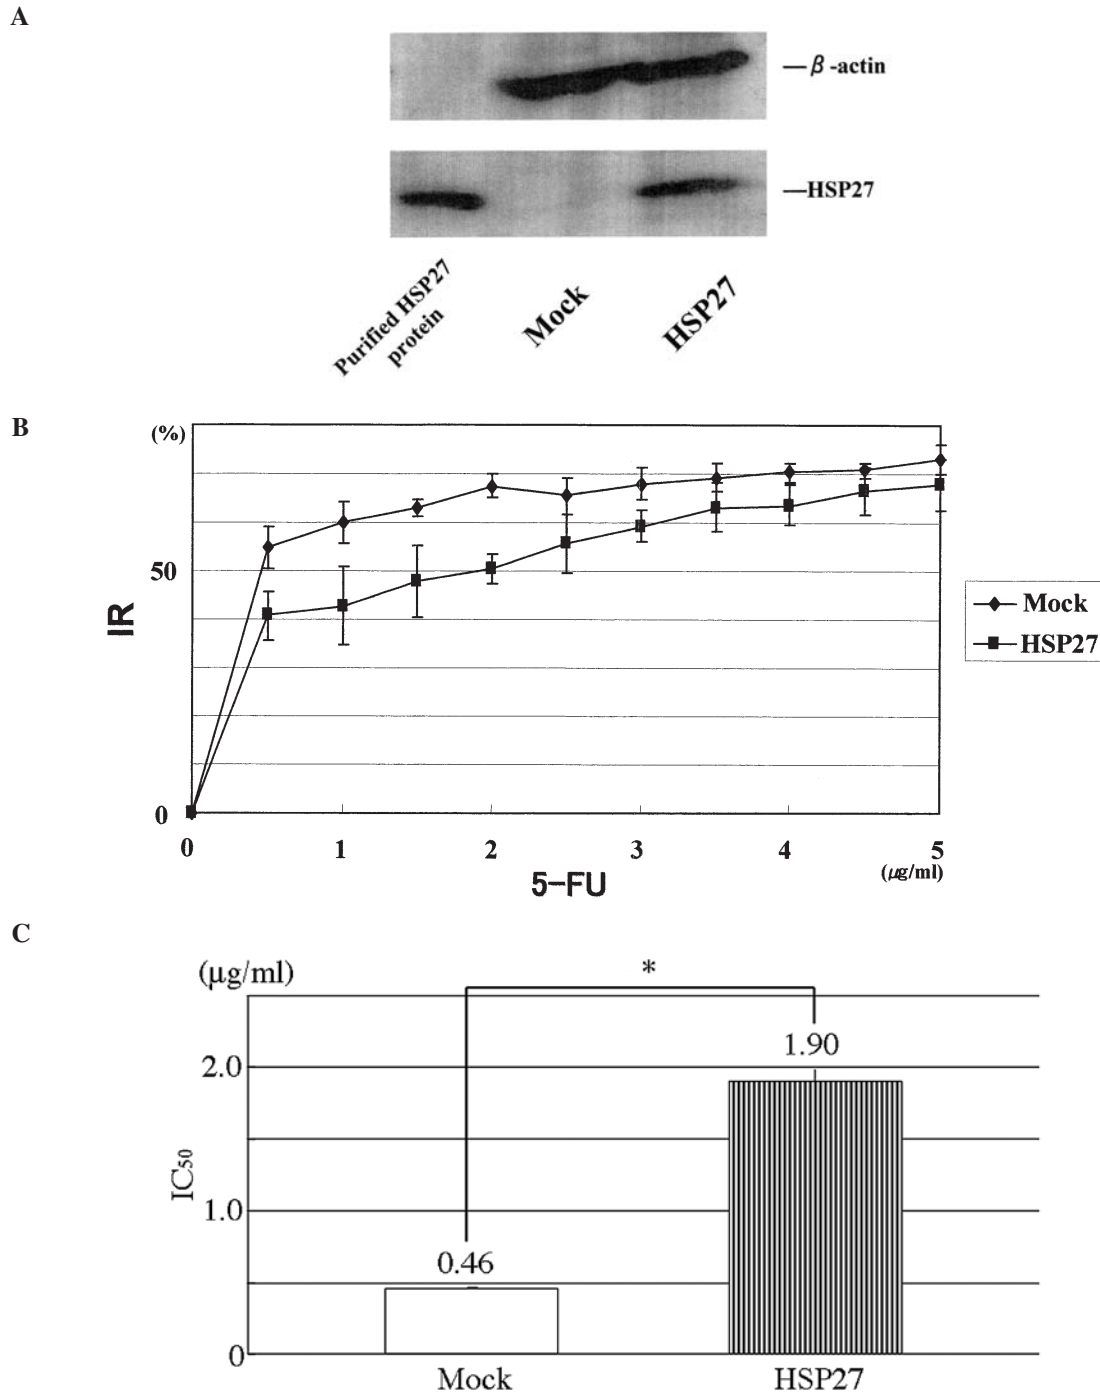 A
—β-actin
—HSP27
Purified HSP27
protein
Mock
HSP27
B
(%)
50
IR
0
0 1 2 3 4 5
(μg/ml)
5-FU
Mock
HSP27
C
(μg/ml)
*
1.90
2.0
IC50
1.0
0.46
0
Mock HSP27